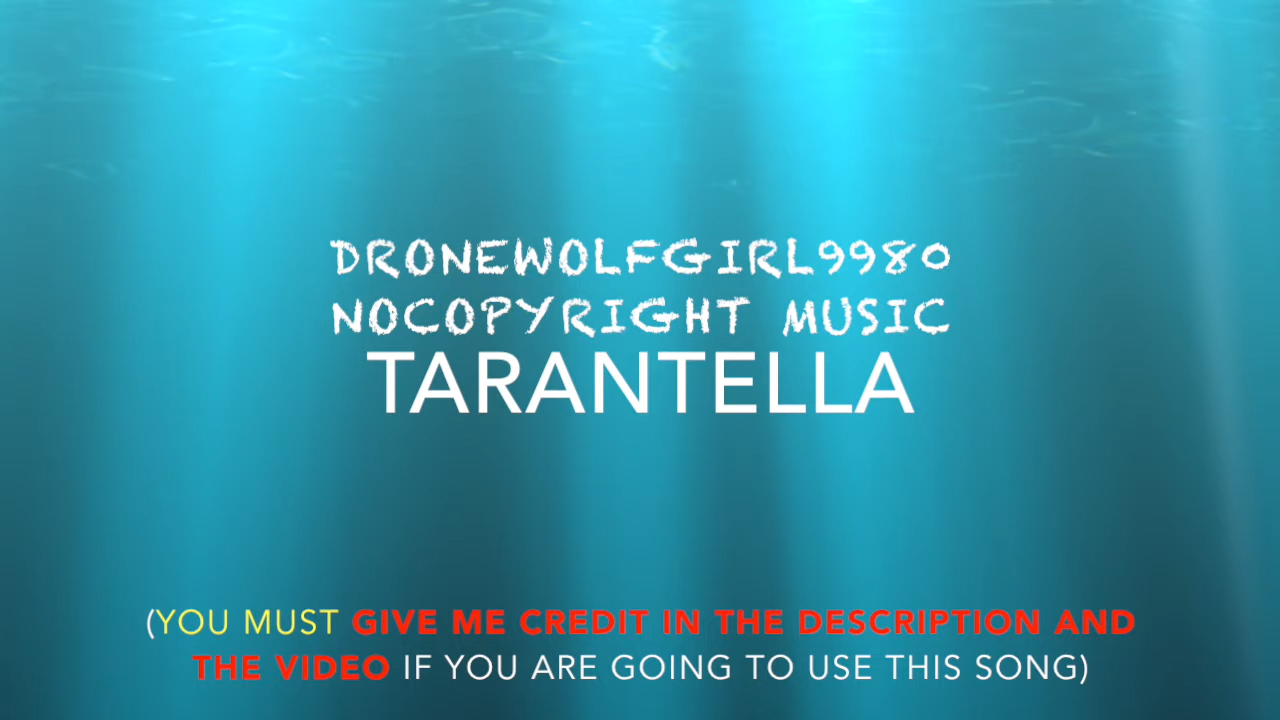 DRONEWOLFGIRL9980
NOCOPYRIGHT MUSIC
TARANTELLA
(YOU MUST GIVE ME CREDIT IN THE DESCRIPTION AND
THE VIDEO IF YOU ARE GOING TO USE THIS SONG)